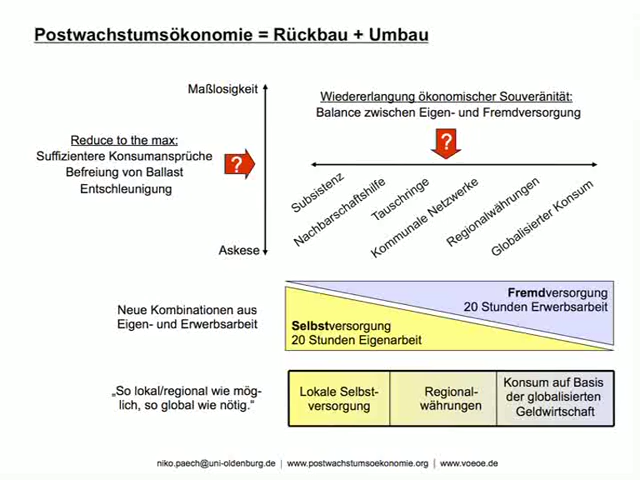 Postwachstumsökonomie = Rückbau + Umbau
Maßlosigkeit
Wiedererlangung ökonomischer Souveränität:
Balance zwischen Eigen- und Fremdversorgung
Reduce to the max:
Suffizientere Konsumansprüche
Befreiung von Ballast
Entschleunigung
?
?
Subsistenz
Nachbarschaftshilfe
Tauschringe
Kommunale Netzwerke
Regionalwährungen
Globalisierter Konsum
Askese
Neue Kombinationen aus
Eigen- und Erwerbsarbeit
Fremdversorgung
20 Stunden Erwerbsarbeit
Selbstversorgung
20 Stunden Eigenarbeit
„So lokal/regional wie mög-
lich, so global wie nötig.“
Lokale Selbst-
versorgung
Regional-
währungen
Konsum auf Basis
der globalisierten
Geldwirtschaft
niko.paech@uni-oldenburg.de | www.postwachstumsoekonomie.org | www.voeoe.de